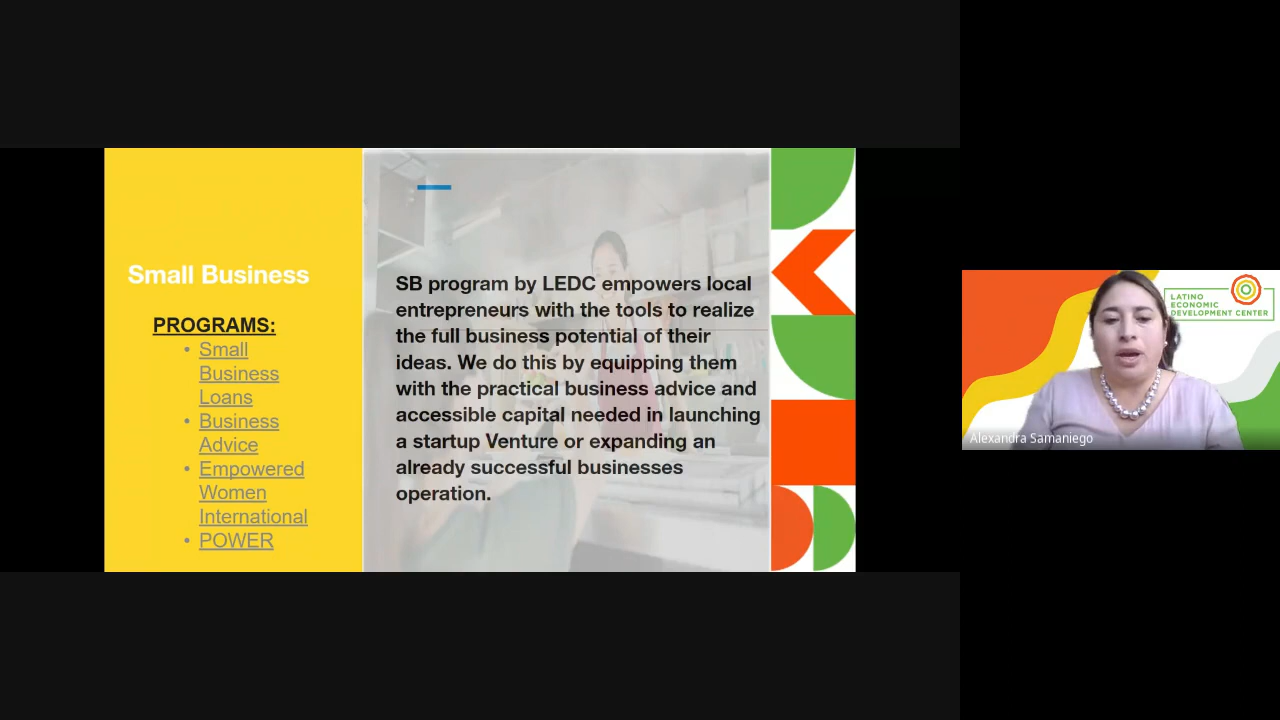 Small Business
PROGRAMS:
• Small
Business
Loans
• Business
Advice
• Empowered
Women
International
• POWER
SB program by LEDC empowers local
entrepreneurs with the tools to realize
the full business potential of their
ideas. We do this by equipping them
with the practical business advice and
accessible capital needed in launching
a startup Venture or expanding an
already successful businesses
operation.
LATINO
ECONOMIC
DEVELOPMENT CENTER
Alexandra Samaniego